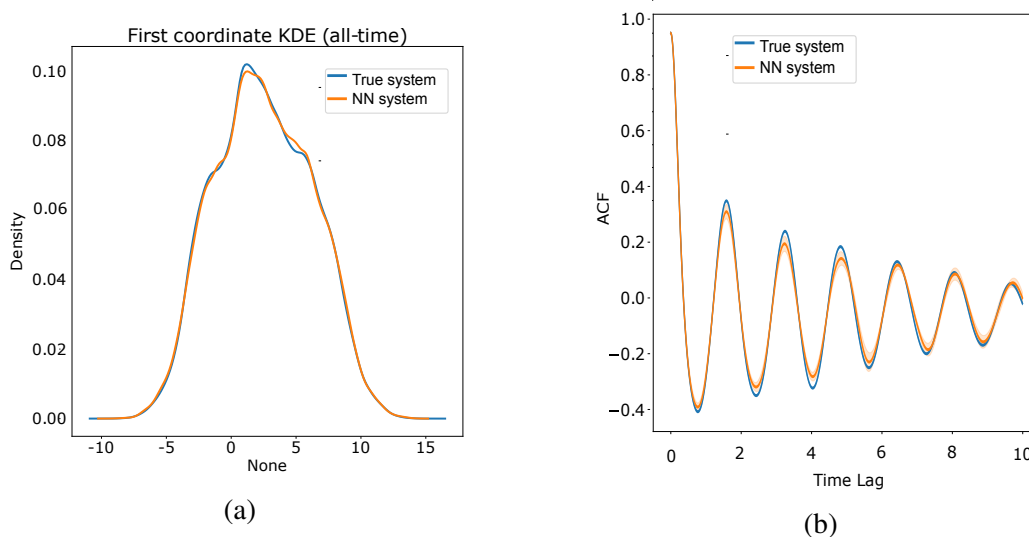 First coordinate KDE (all-time)
True system
NN system
Density
0.10
0.08
0.06
0.04
0.02
0.00
-10
-5
0
5
10
15
None
(a)
True system
NN system
ACF
1.0
0.8
0.6
0.4
0.2
0.0
−0.2
−0.4
0
2
4
6
8
10
Time Lag
(b)